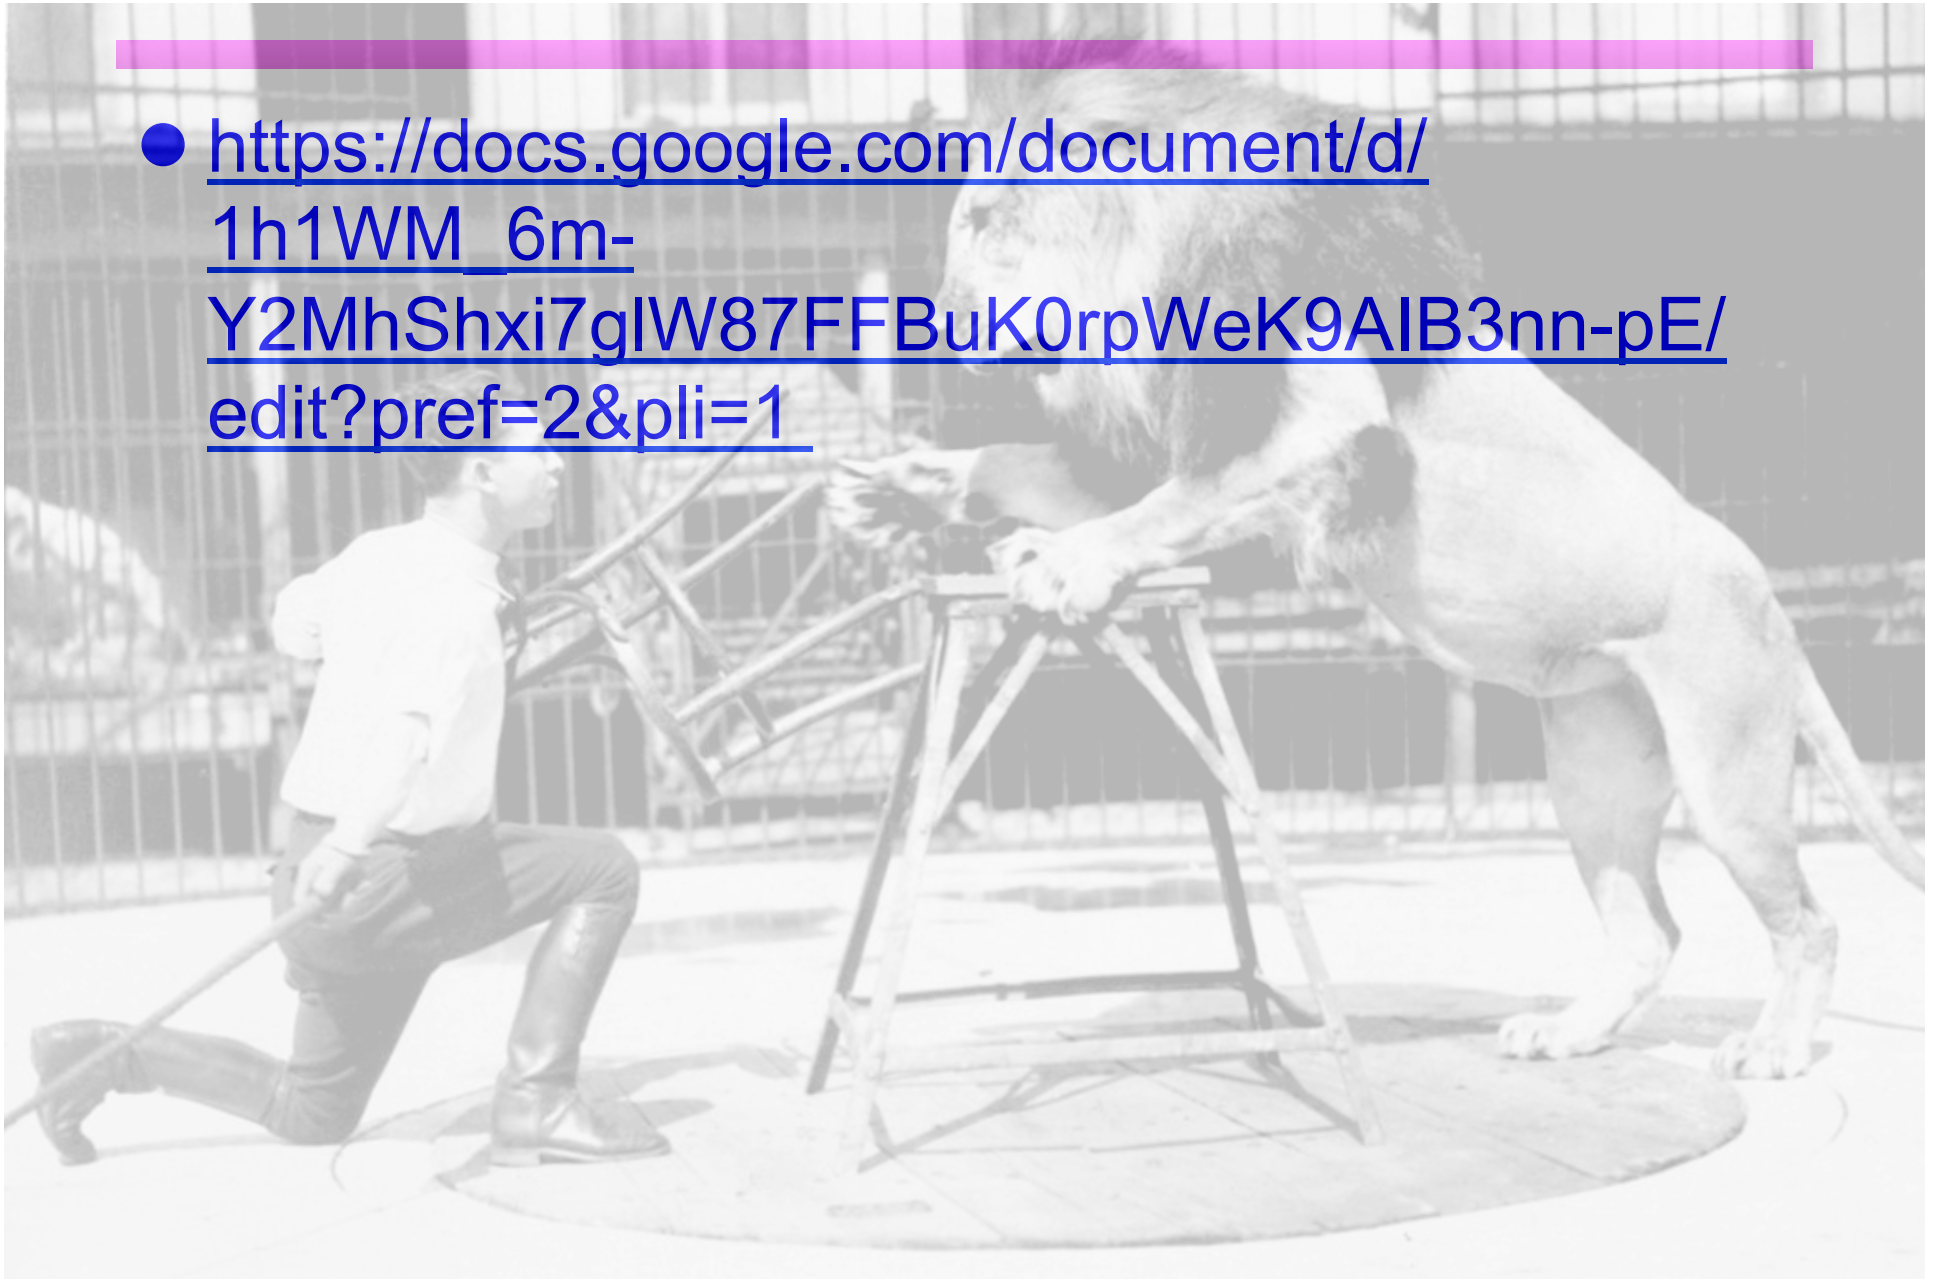 ● https://docs.google.com/document/d/
1h1WM_6m-
Y2MhShxi7glW87FFBuK0rpWeK9AIB3nn-pE/
edit?pref=2&pli=1